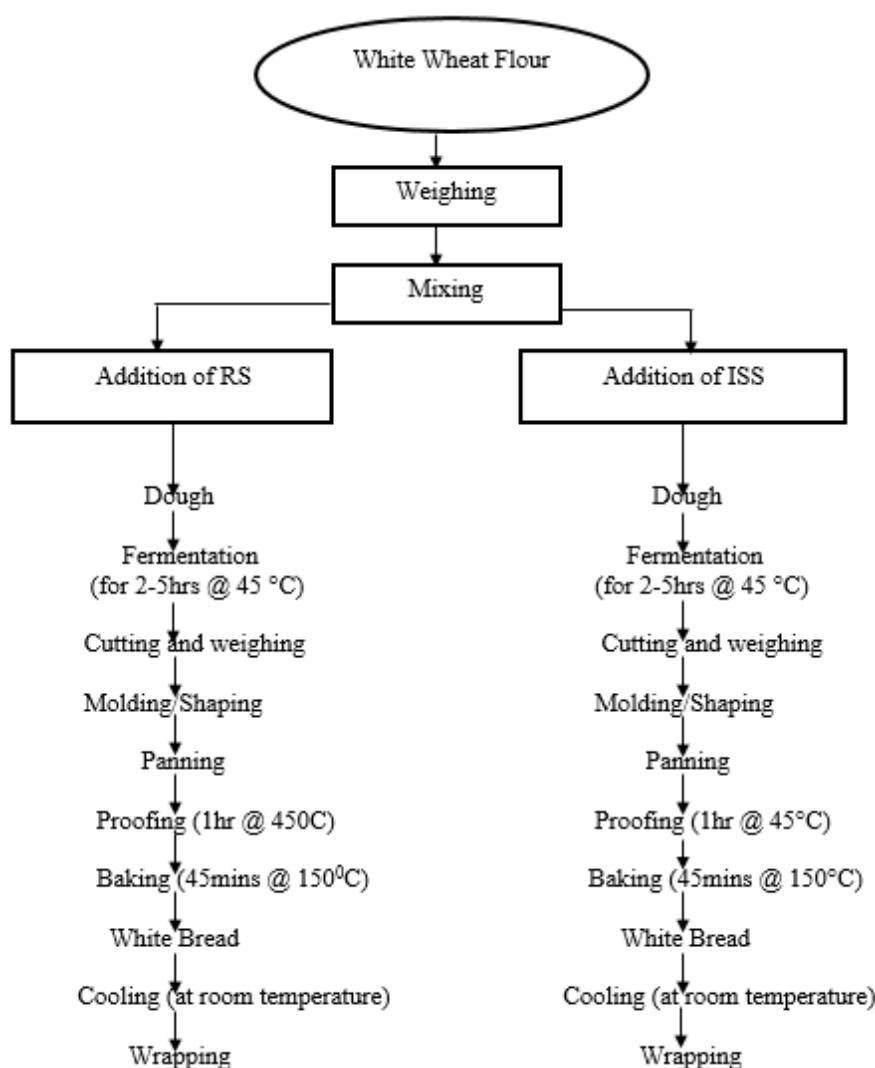 White Wheat Flour
Weighing
Mixing
Addition of RS
Dough
Fermentation
(for 2-5hrs @ 45 °C)
Cutting and weighing
Molding/Shaping
Panning
Proofing (1hr @ 450C)
Baking (45mins @ 150⁰C)
White Bread
Cooling (at room temperature)
Wrapping
Addition of ISS
Dough
Fermentation
(for 2-5hrs @ 45 °C)
Cutting and weighing
Molding/Shaping
Panning
Proofing (1hr @ 45°C)
Baking (45mins @ 150°C)
White Bread
Cooling (at room temperature)
Wrapping